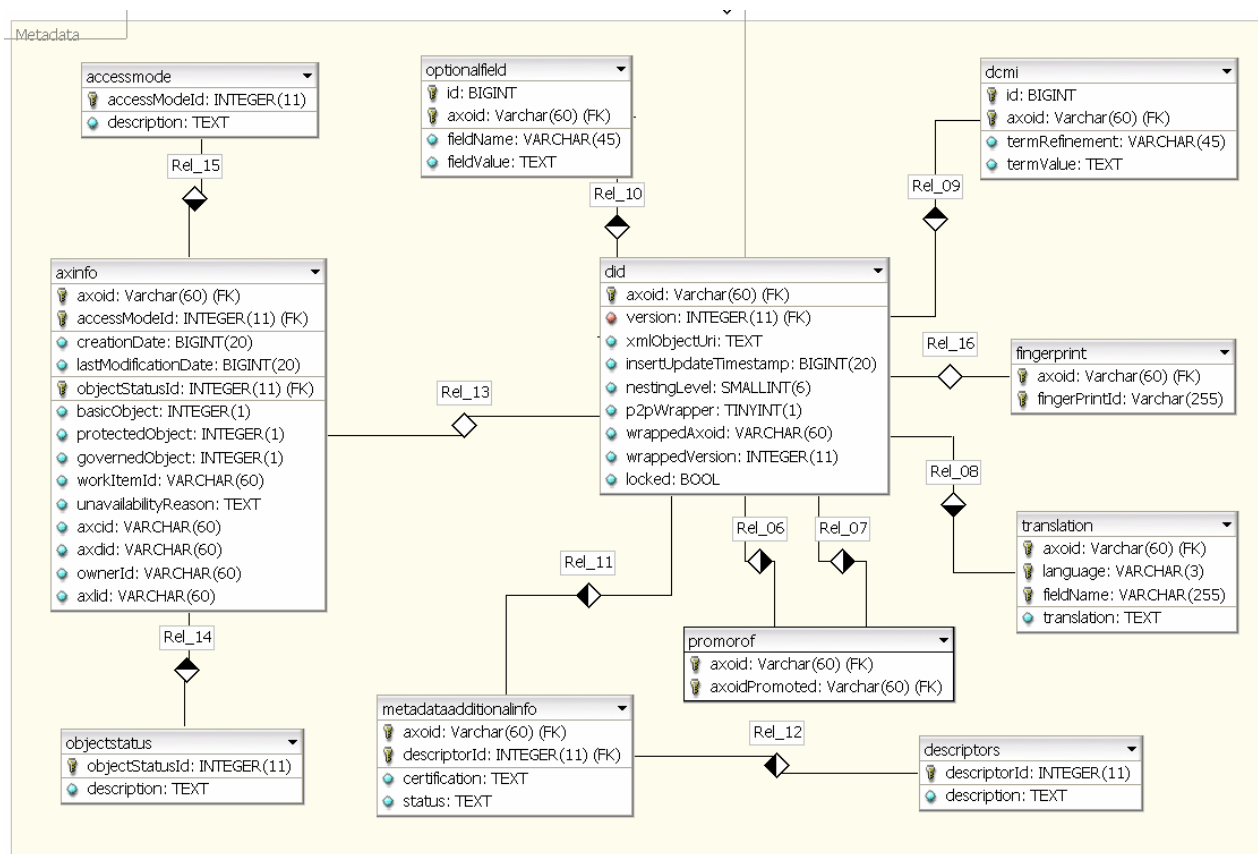 Metadata
accessmode
accessModeId: INTEGER(11)
description: TEXT
optionalfield
id: BIGINT
axoid: Varchar(60) (FK)
fieldName: VARCHAR(45)
fieldValue: TEXT
dcmi
id: BIGINT
axoid: Varchar(60) (FK)
termRefinement: VARCHAR(45)
termValue: TEXT
Rel_15
Rel_10
Rel_09
axinfo
axoid: Varchar(60) (FK)
accessModeId: INTEGER(11) (FK)
creationDate: BIGINT(20)
lastModificationDate: BIGINT(20)
objectStatusId: INTEGER(11) (FK)
basicObject: INTEGER(1)
protectedObject: INTEGER(1)
governedObject: INTEGER(1)
workItemId: VARCHAR(60)
unavailabilityReason: TEXT
axcid: VARCHAR(60)
axdid: VARCHAR(60)
ownerId: VARCHAR(60)
axlid: VARCHAR(60)
Rel_13
did
axoid: Varchar(60) (FK)
version: INTEGER(11) (FK)
xmlObjectUri: TEXT
insertUpdateTimestamp: BIGINT(20)
nestingLevel: SMALLINT(6)
p2pWrapper: TINYINT(1)
wrappedAxoid: VARCHAR(60)
wrappedVersion: INTEGER(11)
locked: BOOL
Rel_16
fingerprint
axoid: Varchar(60) (FK)
fingerPrintId: Varchar(255)
Rel_08
translation
axoid: Varchar(60) (FK)
language: VARCHAR(3)
fieldName: VARCHAR(255)
translation: TEXT
Rel_06
Rel_07
Rel_11
Rel_14
promorof
axoid: Varchar(60) (FK)
axoidPromoted: Varchar(60) (FK)
objectstatus
objectStatusId: INTEGER(11)
description: TEXT
metadataadditionalinfo
axoid: Varchar(60) (FK)
descriptorId: INTEGER(11) (FK)
certification: TEXT
status: TEXT
Rel_12
descriptors
descriptorId: INTEGER(11)
description: TEXT